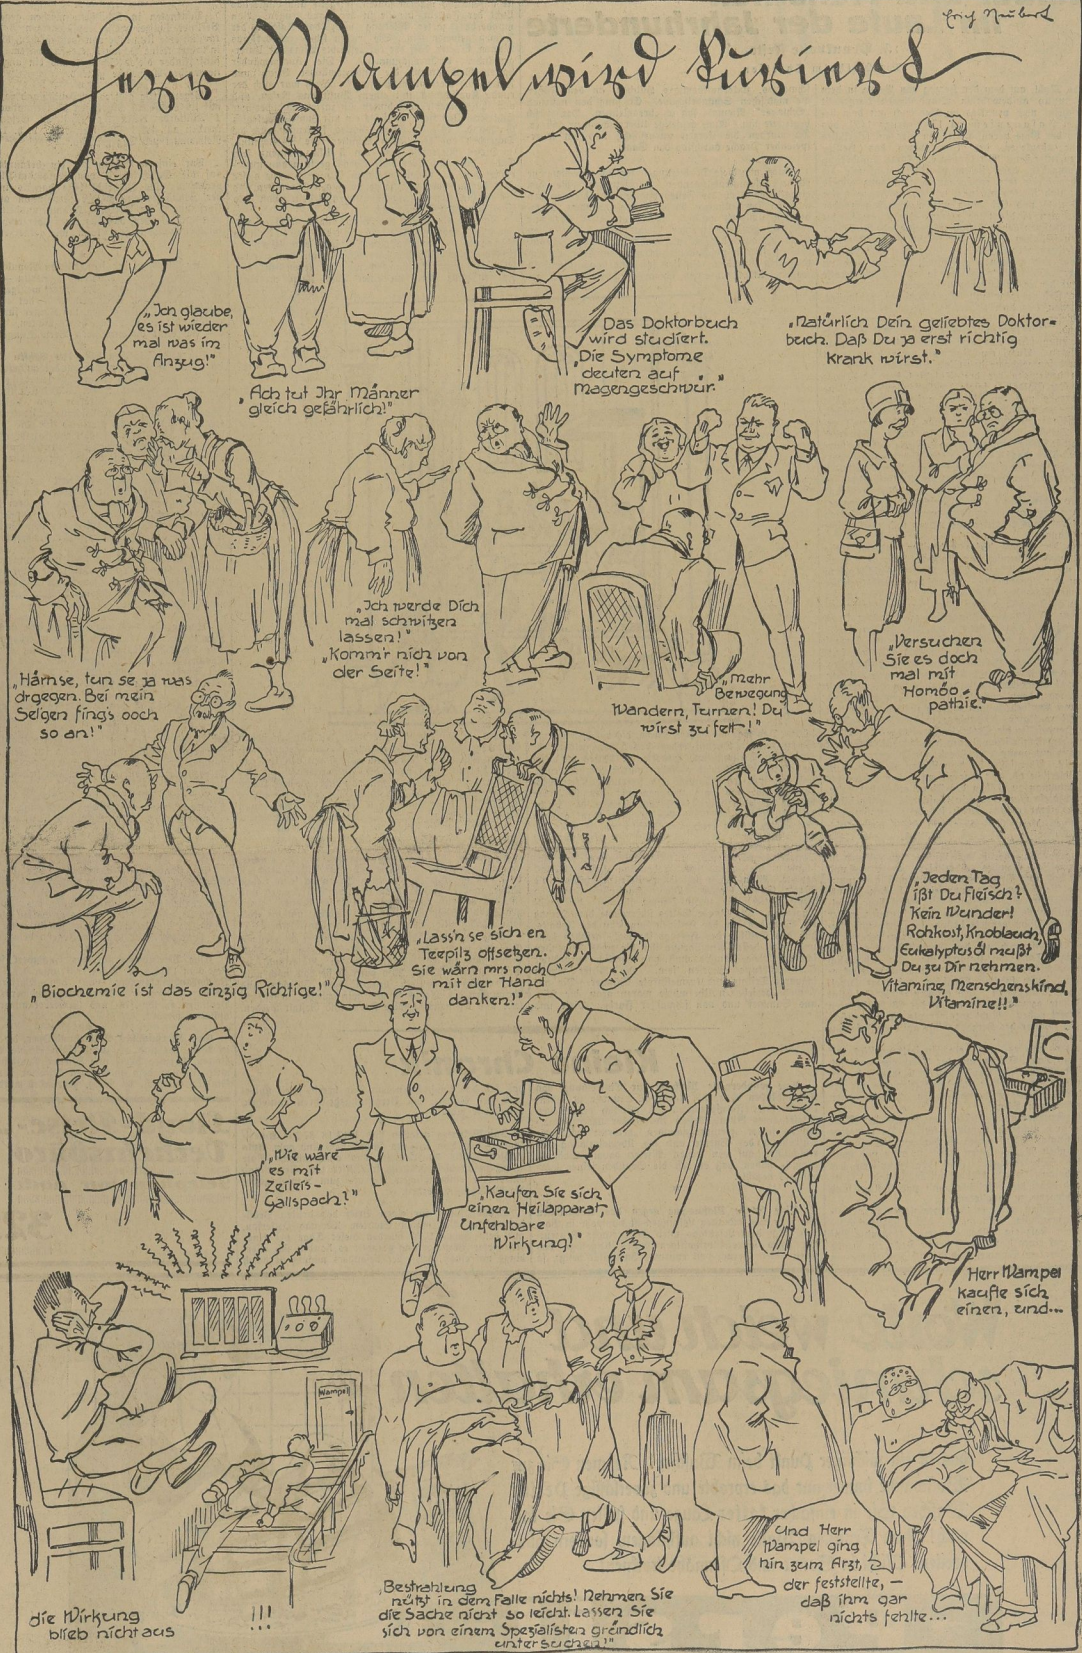 Erich Neubert
Herr Wampel wird kuriert
„Ich glaube,
es ist wieder
mal was im
Anzug!"
„Ach tut Ihr Männer
gleich gefährlich!"
Das Doktorbuch
wird studiert.
„Die Symptome
deuten auf
Magengeschwür."
„Natürlich Dein geliebtes Doktor-
buch. Daß Du ja erst richtig
krank wirst."
„Härnse, tun se ja was
drgegen. Bei mein
Sel'gen fing's ooch
so an!"
„Ich werde Dich
mal schwitzen
lassen!"
„Komm'r nich von
der Seite!"
„Mehr
Bewegung
Wandern, Turnen! Du
wirst zu fett!"
„Versuchen
Sie es doch
mal mit
Homöo-
pathie."
„Biochemie ist das einzig Richtige!"
„Lass'n se sich en
Teepilz offsetzen.
Sie wärn mrs noch
mit der Hand
danken!"
„Jeden Tag
ißt Du Fleisch?
Kein Wunder!
Rohkost, Knoblauch,
Eukalyptusöl mußt
Du zu Dir nehmen.
Vitamine, Menschenskind,
Vitamine!!"
„Wie wäre
es mit
Zeileis-
Gallspach?"
„Kaufen Sie sich
einen Heilapparat,
Unfehlbare
Wirkung!"
Herr Wampel
kaufte sich
einen, und...
die Wirkung
blieb nicht aus
Wampel
!!!
„Bestrahlung
nützt in dem Falle nichts! Nehmen Sie
die Sache nicht so leicht. Lassen Sie
sich von einem Spezialisten gründlich
untersuchen!"
Und Herr
Wampel ging
hin zum Arzt,
der feststellte, —
daß ihm gar
nichts fehlte...